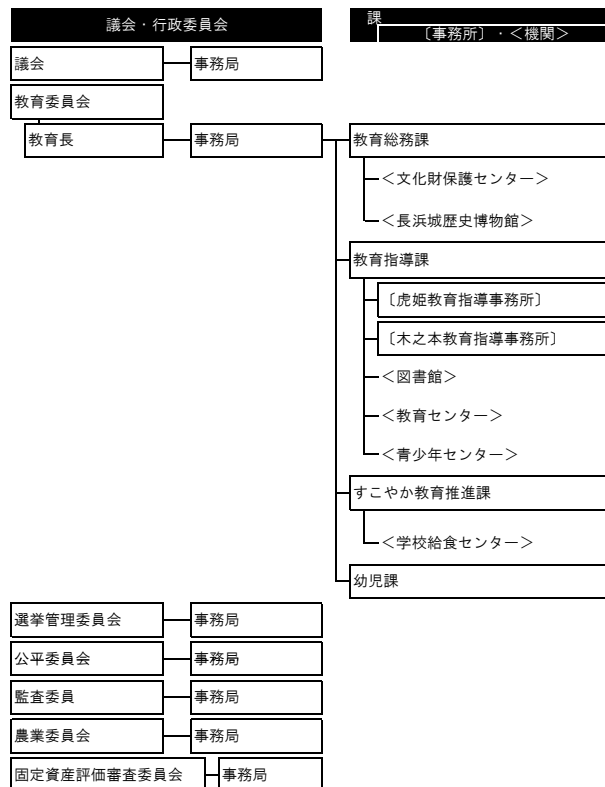 議会・行政委員会
課
〔事務所〕・＜機関＞
議会
事務局
教育委員会
教育長
事務局
教育総務課
＜文化財保護センター＞
＜長浜城歴史博物館＞
教育指導課
〔虎姫教育指導事務所〕
〔木之本教育指導事務所〕
＜図書館＞
＜教育センター＞
＜青少年センター＞
すこやか教育推進課
＜学校給食センター＞
幼児課
選挙管理委員会
事務局
公平委員会
事務局
監査委員
事務局
農業委員会
事務局
固定資産評価審査委員会
事務局